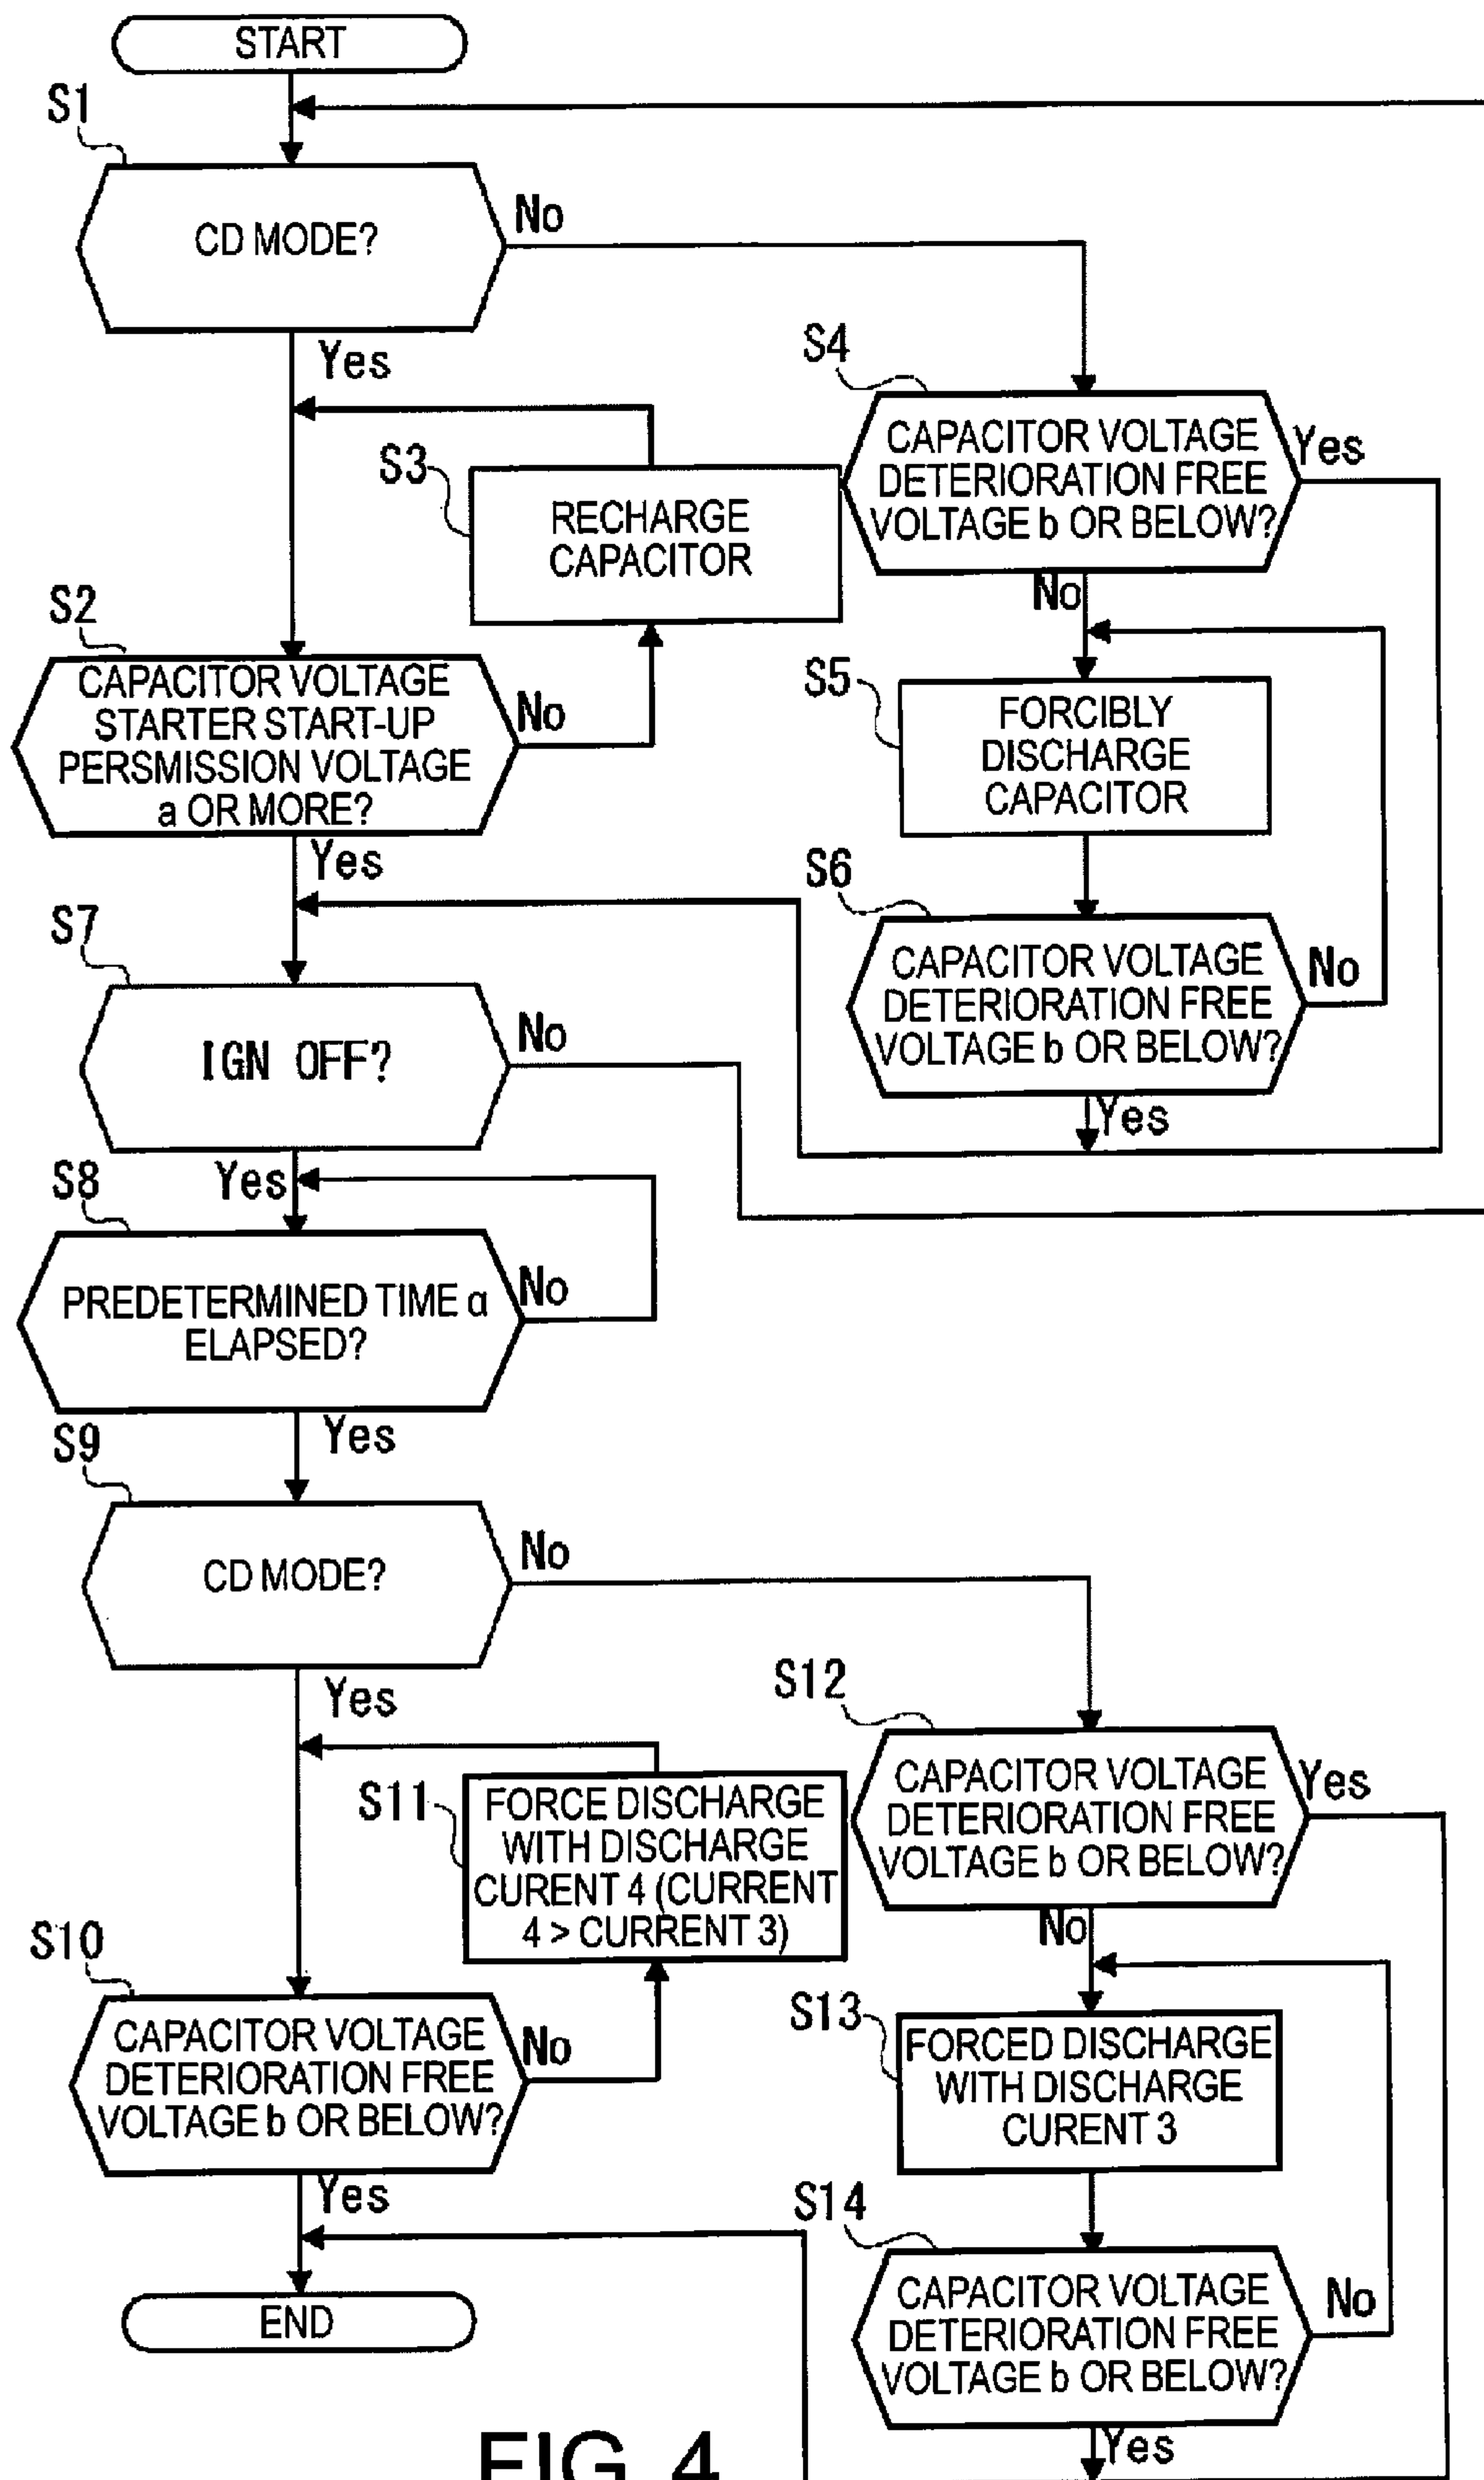 START
S1
CD MODE?
No
Yes
S4
CAPACITOR VOLTAGE
DETERIORATION FREE
VOLTAGE b OR BELOW?
Yes
No
S3
RECHARGE
CAPACITOR
S2
CAPACITOR VOLTAGE
STARTER START-UP
PERSMISSION VOLTAGE
a OR MORE?
No
Yes
S5
FORCIBLY
DISCHARGE
CAPACITOR
S6
CAPACITOR VOLTAGE
DETERIORATION FREE
VOLTAGE b OR BELOW?
No
Yes
S7
IGN OFF?
No
Yes
S8
PREDETERMINED TIME α
ELAPSED?
No
Yes
S9
CD MODE?
No
Yes
S12
CAPACITOR VOLTAGE
DETERIORATION FREE
VOLTAGE b OR BELOW?
Yes
No
S11
FORCE DISCHARGE
WITH DISCHARGE
CURENT 4 (CURRENT
4 > CURRENT 3)
S10
CAPACITOR VOLTAGE
DETERIORATION FREE
VOLTAGE b OR BELOW?
No
Yes
S13
FORCED DISCHARGE
WITH DISCHARGE
CURENT 3
S14
CAPACITOR VOLTAGE
DETERIORATION FREE
VOLTAGE b OR BELOW?
No
Yes
END
FIG. 4